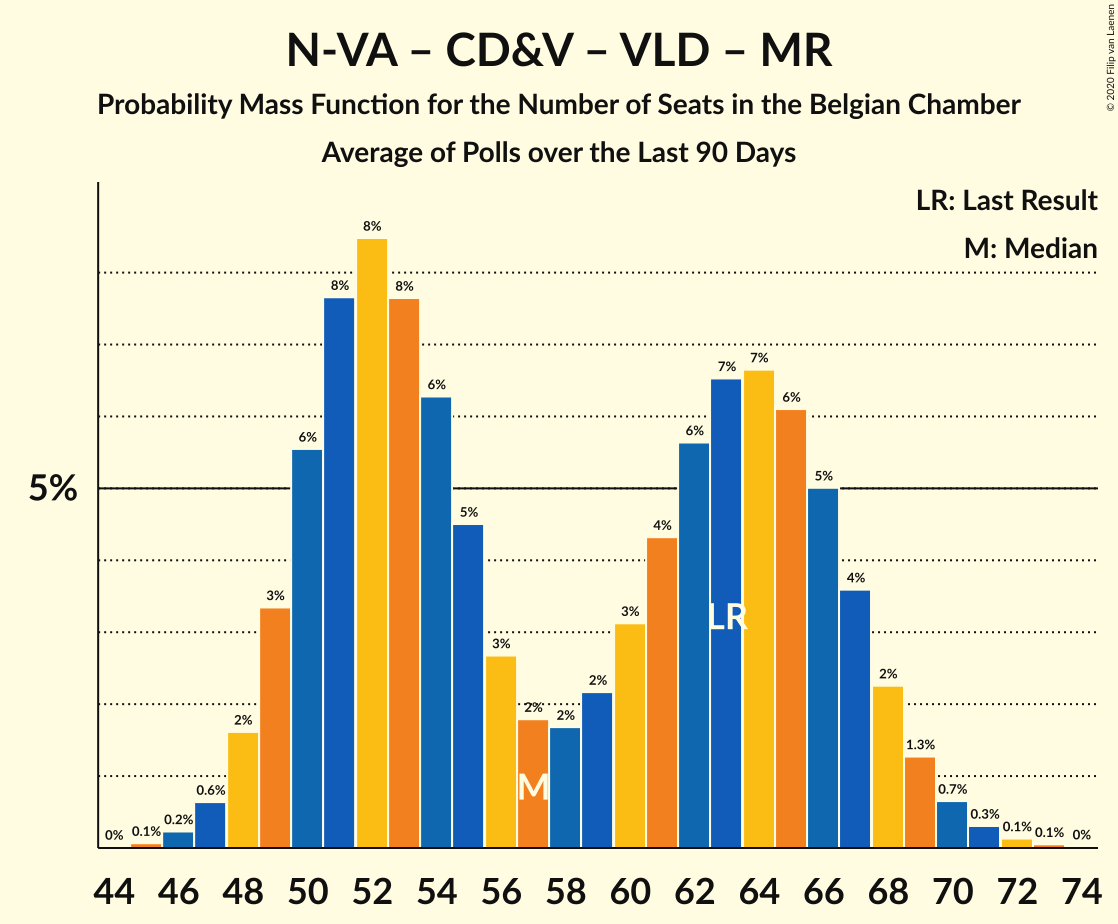 N-VA – CD&V – VLD – MR
Probability Mass Function for the Number of Seats in the Belgian Chamber
Average of Polls over the Last 90 Days
© 2020 Filip van Laenen
LR: Last Result
M: Median
5%
0% 0.1% 0.2% 0.6% 2% 3% 6% 8% 8% 8% 6% 5% 3% 2% 2% 2% 3% 4% 6% 7% 7% 6% 5% 4% 2% 1.3% 0.7% 0.3% 0.1% 0.1% 0%
M
LR
44 46 48 50 52 54 56 58 60 62 64 66 68 70 72 74